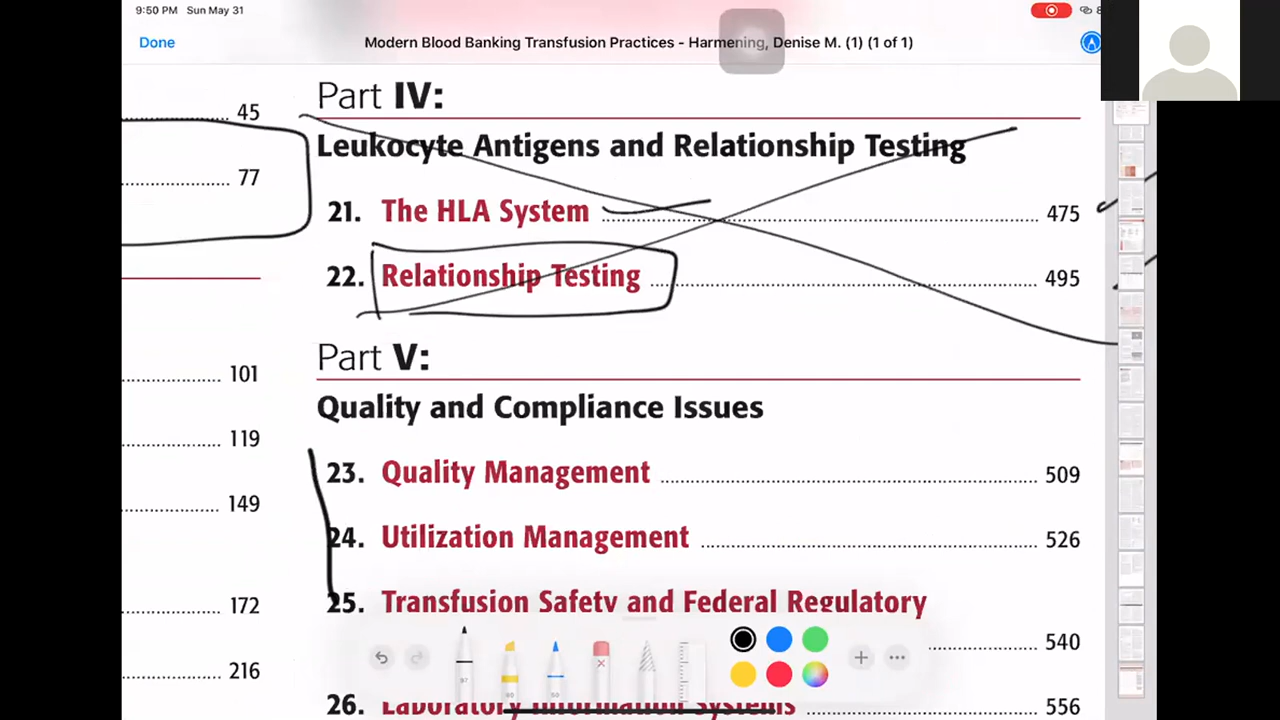 9:50 PM Sun May 31
Done
Modern Blood Banking Transfusion Practices - Harmening, Denise M. (1) (1 of 1)
45
77
101
119
149
172
216
Part IV:
Leukocyte Antigens and Relationship Testing
21. The HLA System 475
22. Relationship Testing 495
Part V:
Quality and Compliance Issues
23. Quality Management 509
24. Utilization Management 526
25. Transfusion Safety and Federal Regulatory
540
26. Laboratory Information Systems 556